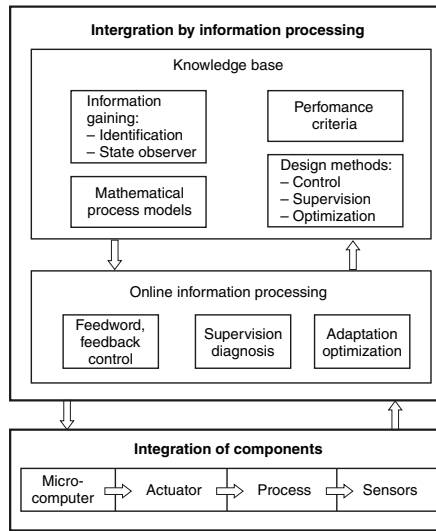 Intergration by information processing
Knowledge base
Information
gaining:
– Identification
– State observer
Mathematical
process models
Perfomance
criteria
Design methods:
– Control
– Supervision
– Optimization
Online information processing
Feedword,
feedback
control
Supervision
diagnosis
Adaptation
optimization
Integration of components
Micro-
computer
Actuator
Process
Sensors